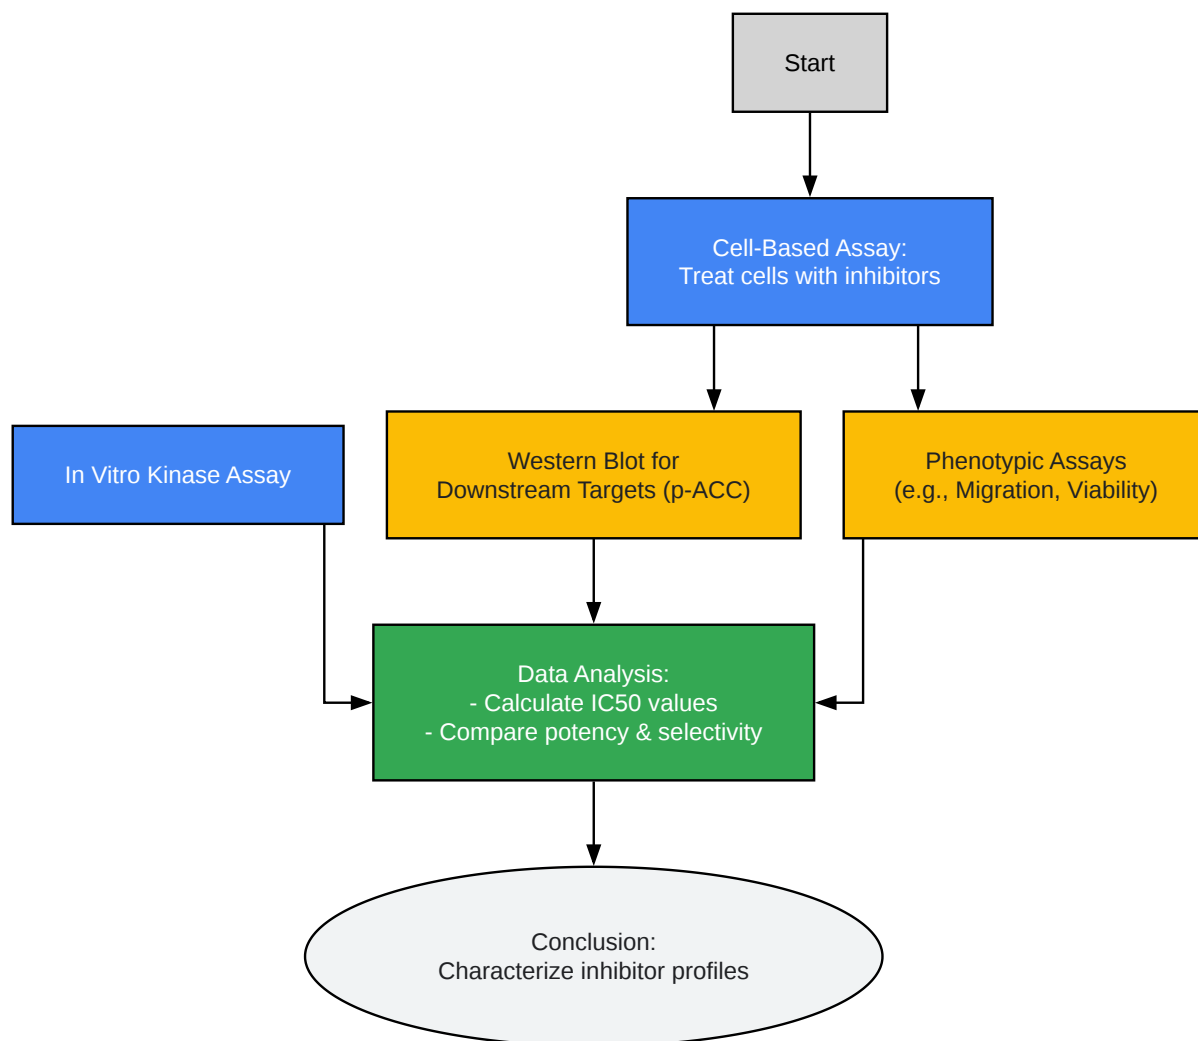 Start
Cell-Based Assay:
Treat cells with inhibitors
In Vitro Kinase Assay
Western Blot for
Downstream Targets (p-ACC)
Phenotypic Assays
(e.g., Migration, Viability)
Data Analysis:
- Calculate IC50 values
- Compare potency & selectivity
Conclusion:
Characterize inhibitor profiles